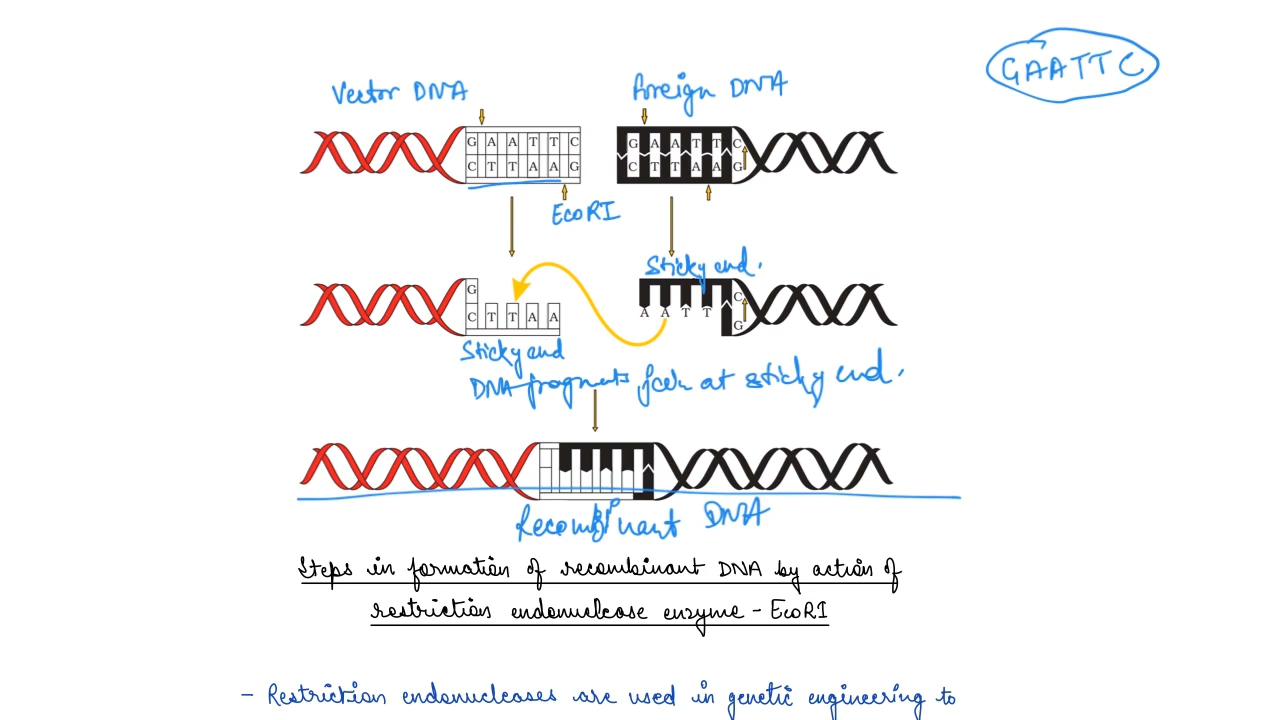 GAATTC
Vector DNA
foreign DNA
G A A T T C
C T T A A G
G A A T T C
C T T A A G
EcoRI
Sticky end.
G
C T T A A
A A T T
C
G
Sticky end
DNA fragments at sticky end.
Recombinant DNA
Steps in formation of recombinant DNA by action of
restriction endonuclease enzyme - EcoRI
- Restriction endonucleases are used in genetic engineering to